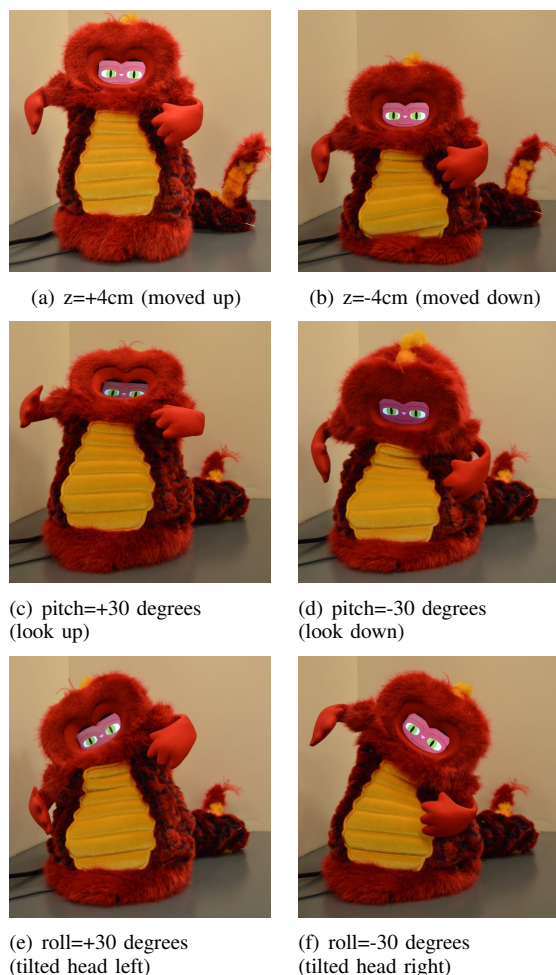 (a) z=+4cm (moved up)
(b) z=-4cm (moved down)
(c) pitch=+30 degrees
(look up)
(d) pitch=-30 degrees
(look down)
(e) roll=+30 degrees
(tilted head left)
(f) roll=-30 degrees
(tilted head right)